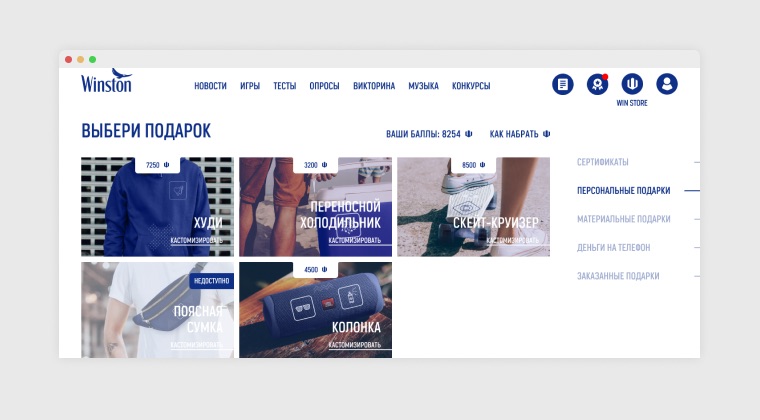 Winston
НОВОСТИ ИГРЫ ТЕСТЫ ОПРОСЫ ВИКТОРИНА МУЗЫКА КОНКУРСЫ
WIN STORE
ВЫБЕРИ ПОДАРОК
ВАШИ БАЛЛЫ: 8254
КАК НАБРАТЬ
7250
ХУДИ
КАСТОМИЗИРОВАТЬ
3200
ПЕРЕНОСНОЙ
ХОЛОДИЛЬНИК
КАСТОМИЗИРОВАТЬ
8500
СКЕЙТ-КРУИЗЕР
КАСТОМИЗИРОВАТЬ
НЕДОСТУПНО
ПОЯСНАЯ
СУМКА
КАСТОМИЗИРОВАТЬ
4500
КОЛОНКА
КАСТОМИЗИРОВАТЬ
СЕРТИФИКАТЫ
ПЕРСОНАЛЬНЫЕ ПОДАРКИ
МАТЕРИАЛЬНЫЕ ПОДАРКИ
ДЕНЬГИ НА ТЕЛЕФОН
ЗАКАЗАННЫЕ ПОДАРКИ